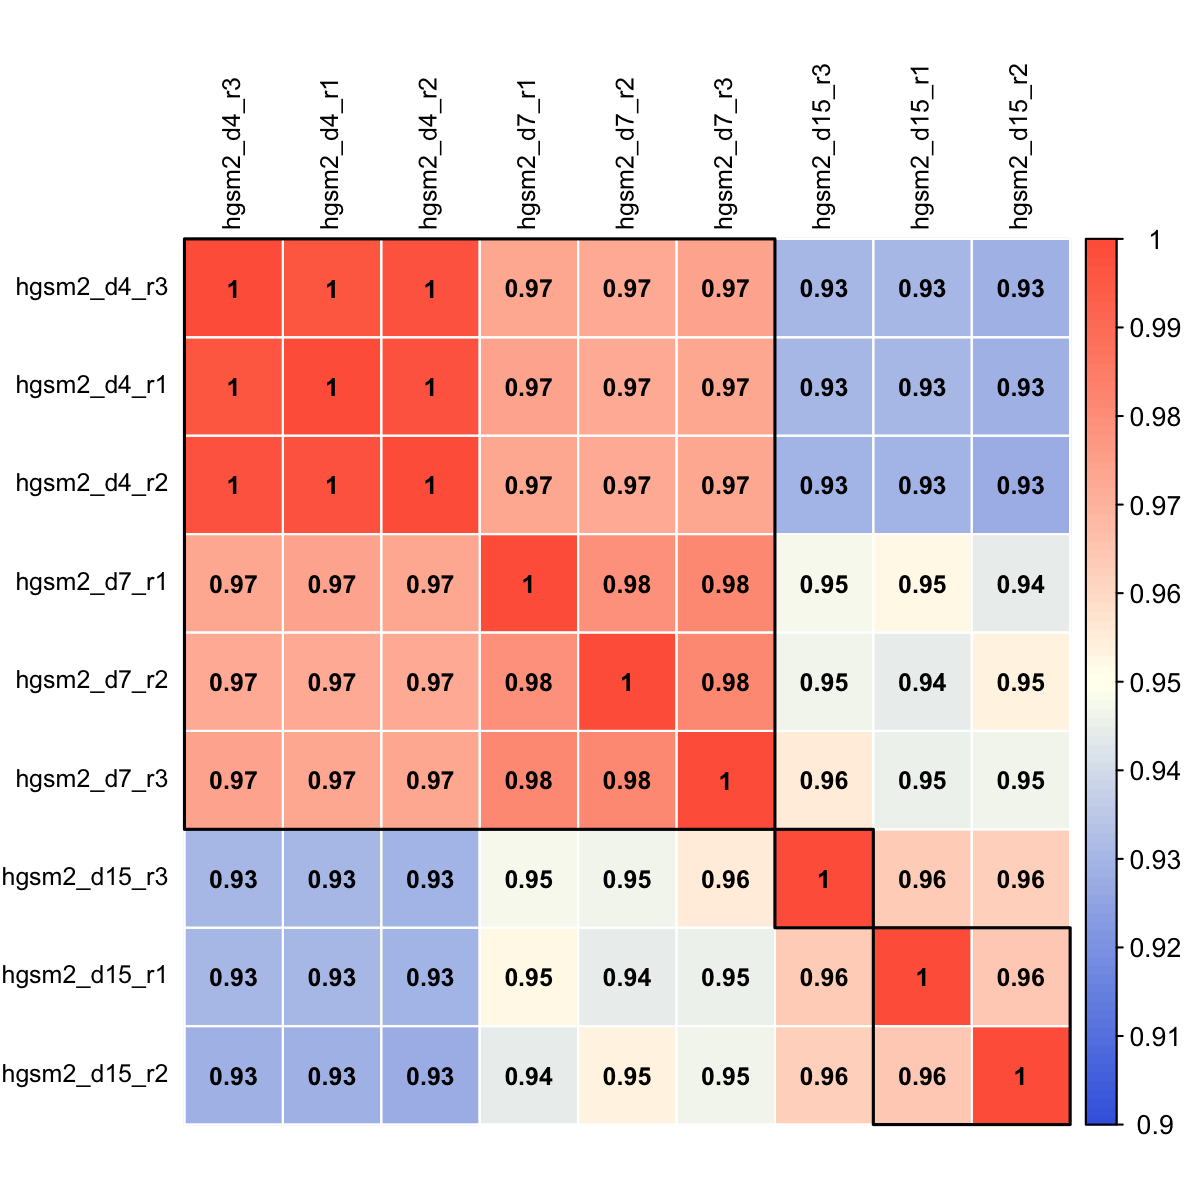 hgsm2_d4_r3 hgsm2_d4_r1 hgsm2_d4_r2 hgsm2_d7_r1 hgsm2_d7_r2 hgsm2_d7_r3 hgsm2_d15_r3 hgsm2_d15_r1 hgsm2_d15_r2
hgsm2_d4_r3 1 1 1 0.97 0.97 0.97 0.93 0.93 0.93
hgsm2_d4_r1 1 1 1 0.97 0.97 0.97 0.93 0.93 0.93
hgsm2_d4_r2 1 1 1 0.97 0.97 0.97 0.93 0.93 0.93
hgsm2_d7_r1 0.97 0.97 0.97 1 0.98 0.98 0.95 0.95 0.94
hgsm2_d7_r2 0.97 0.97 0.97 0.98 1 0.98 0.95 0.94 0.95
hgsm2_d7_r3 0.97 0.97 0.97 0.98 0.98 1 0.96 0.95 0.95
hgsm2_d15_r3 0.93 0.93 0.93 0.95 0.95 0.96 1 0.96 0.96
hgsm2_d15_r1 0.93 0.93 0.93 0.95 0.94 0.95 0.96 1 0.96
hgsm2_d15_r2 0.93 0.93 0.93 0.94 0.95 0.95 0.96 0.96 1
1
0.99
0.98
0.97
0.96
0.95
0.94
0.93
0.92
0.91
0.9